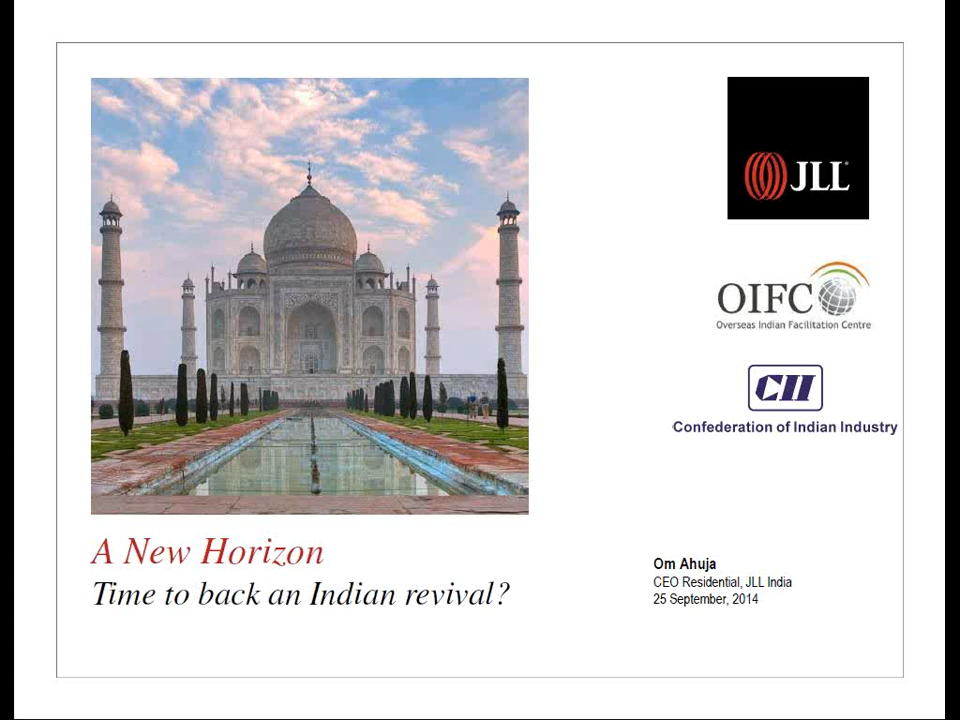 JLL®
OIFC
Overseas Indian Facilitation Centre
CII
Confederation of Indian Industry
A New Horizon
Time to back an Indian revival?
Om Ahuja
CEO Residential, JLL India
25 September, 2014